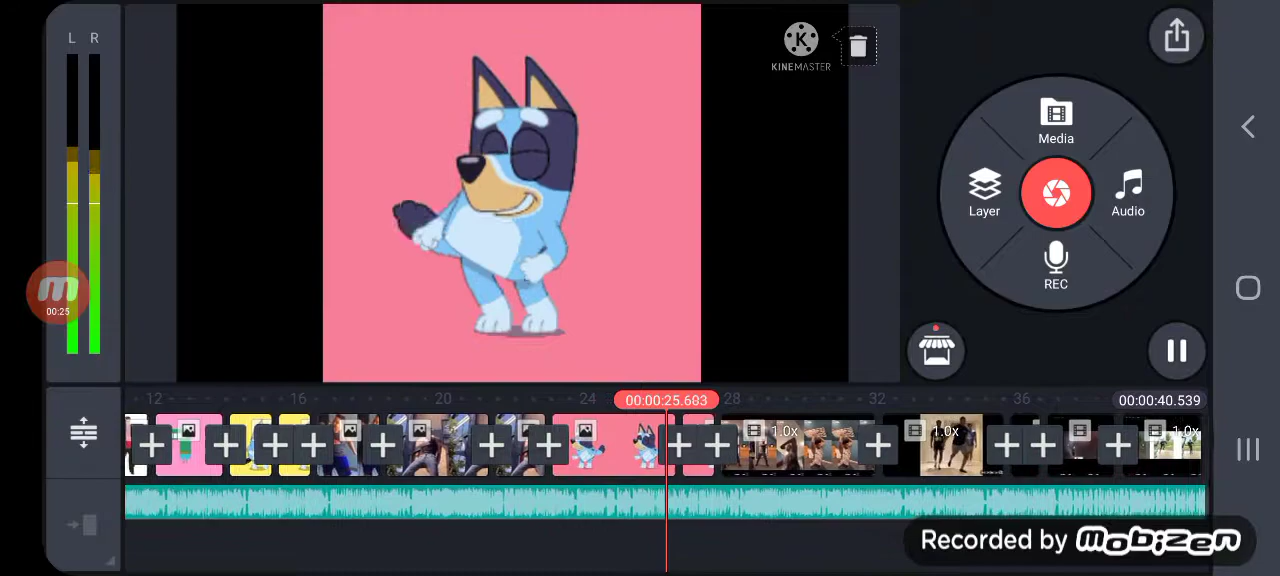 L R
K
KINEMASTER
Media
Layer
Audio
REC
00:25
12 16 20 24 00:00:25.603 28 32 36 00:00:40.539
1.0x 1.0x 1.0x
Recorded by mobizen